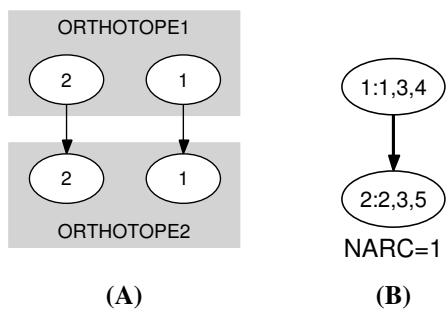 ORTHOTOPE1
2 1
2 1
ORTHOTOPE2
(A)
1:1,3,4
2:2,3,5
NARC=1
(B)